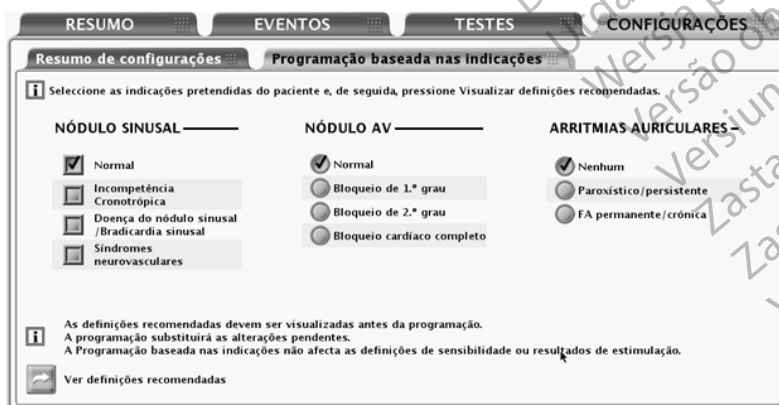 RESUMO EVENTOS TESTES CONFIGURAÇÕES
Resumo de configurações Programação baseada nas indicações
i Seleccione as indicações pretendidas do paciente e, de seguida, pressione Visualizar definições recomendadas.
NÓDULO SINUSAL
Normal
Incompetência
Cronotrópica
Doença do nódulo sinusal
/Bradicardia sinusal
Síndromes
neurovasculares
NÓDULO AV
Normal
Bloqueio de 1.º grau
Bloqueio de 2.º grau
Bloqueio cardíaco completo
ARRITMIAS AURICULARES
Nenhum
Paroxístico/persistente
FA permanente/crónica
i As definições recomendadas devem ser visualizadas antes da programação.
A programação substituirá as alterações pendentes.
A Programação baseada nas indicações não afecta as definições de sensibilidade ou resultados de estimulação.
Ver definições recomendadas